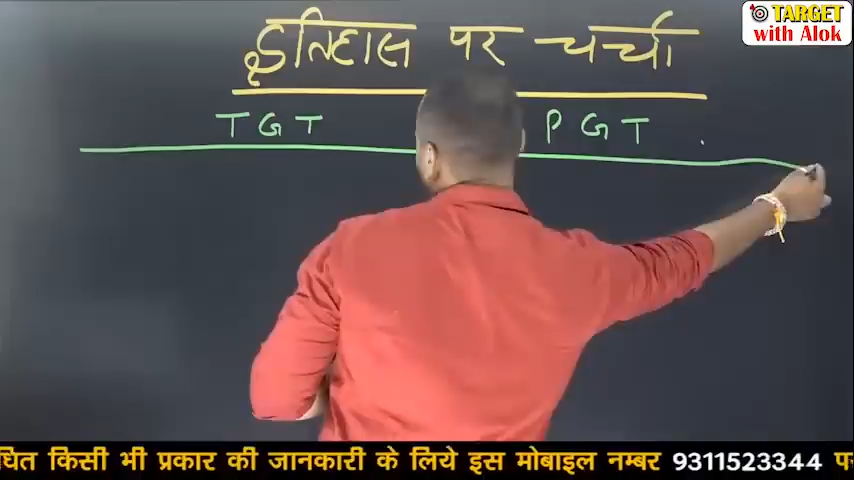 TARGET
with Alok
इतिहास पर चर्चा
TGT PGT
किसी भी प्रकार की जानकारी के लिये इस मोबाइल नम्बर 9311523344